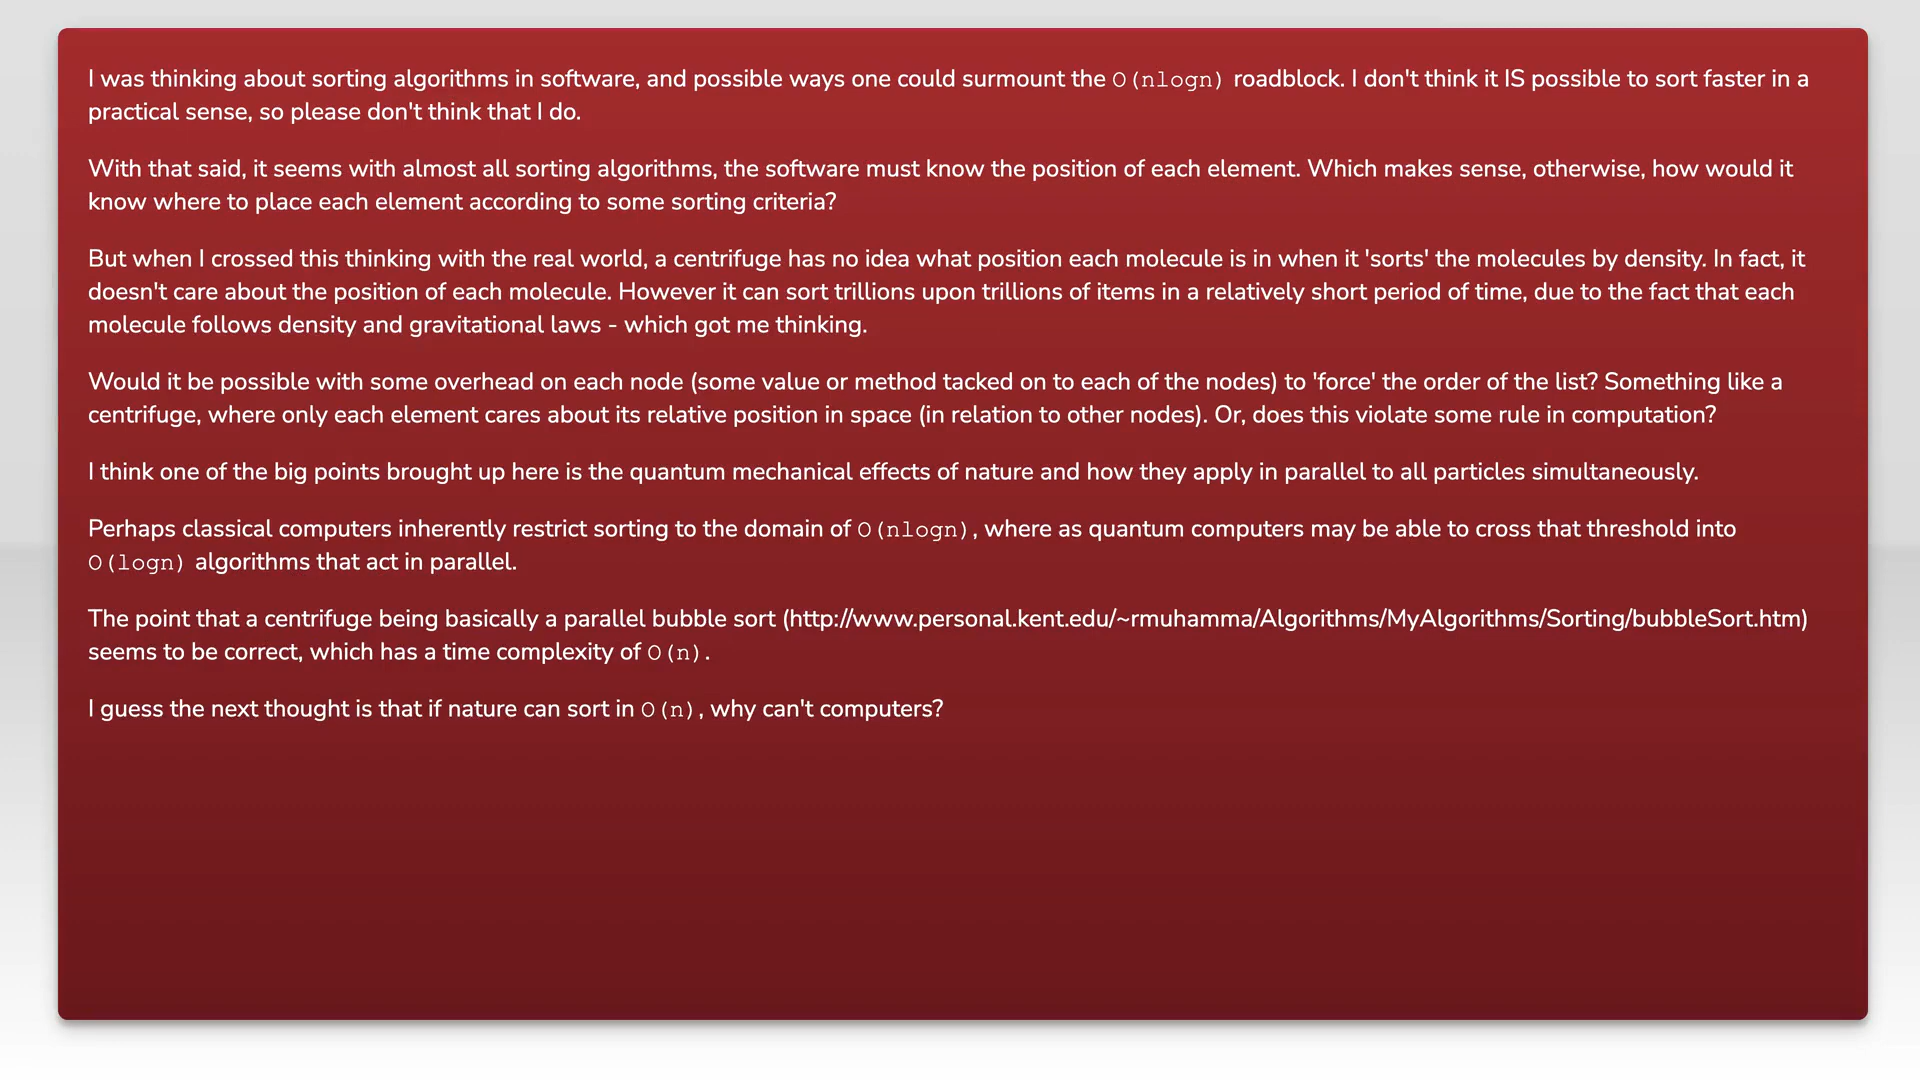 I was thinking about sorting algorithms in software, and possible ways one could surmount the O(nlogn) roadblock. I don't think it IS possible to sort faster in a
practical sense, so please don't think that I do.
With that said, it seems with almost all sorting algorithms, the software must know the position of each element. Which makes sense, otherwise, how would it
know where to place each element according to some sorting criteria?
But when I crossed this thinking with the real world, a centrifuge has no idea what position each molecule is in when it 'sorts' the molecules by density. In fact, it
doesn't care about the position of each molecule. However it can sort trillions upon trillions of items in a relatively short period of time, due to the fact that each
molecule follows density and gravitational laws - which got me thinking.
Would it be possible with some overhead on each node (some value or method tacked on to each of the nodes) to 'force' the order of the list? Something like a
centrifuge, where only each element cares about its relative position in space (in relation to other nodes). Or, does this violate some rule in computation?
I think one of the big points brought up here is the quantum mechanical effects of nature and how they apply in parallel to all particles simultaneously.
Perhaps classical computers inherently restrict sorting to the domain of O(nlogn), where as quantum computers may be able to cross that threshold into
O(logn) algorithms that act in parallel.
The point that a centrifuge being basically a parallel bubble sort (http://www.personal.kent.edu/~rmuhamma/Algorithms/MyAlgorithms/Sorting/bubbleSort.htm)
seems to be correct, which has a time complexity of O(n).
I guess the next thought is that if nature can sort in O(n), why can't computers?